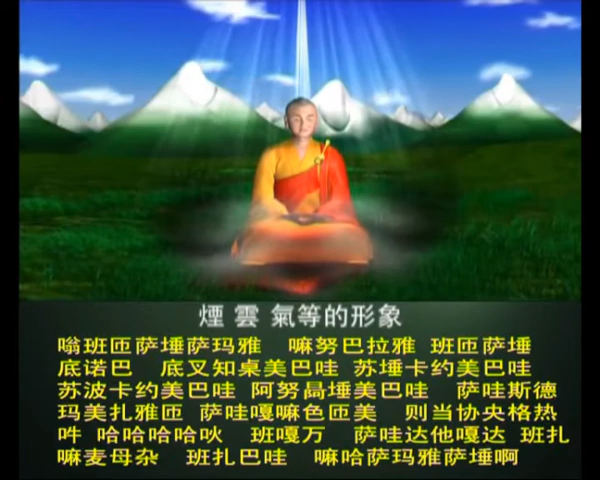 煙 雲 氣等的形象
嗡班匝萨埵萨玛雅 嘛努巴拉雅 班匝萨埵
底诺巴 底叉知桌美巴哇 苏埵卡约美巴哇
苏波卡约美巴哇 阿努曷埵美巴哇 萨哇斯德
玛美扎雅匝 萨哇嘎嘛色匝美 则当协央格热
吽 哈哈哈哈吙 班嘎万 萨哇达他嘎达 班扎
嘛麦母杂 班扎巴哇 嘛哈萨玛雅萨埵啊